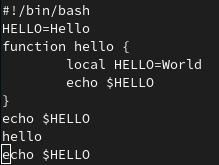 #!/bin/bash
HELLO=Hello
function hello {
        local HELLO=World
        echo $HELLO
}
echo $HELLO
hello
echo $HELLO